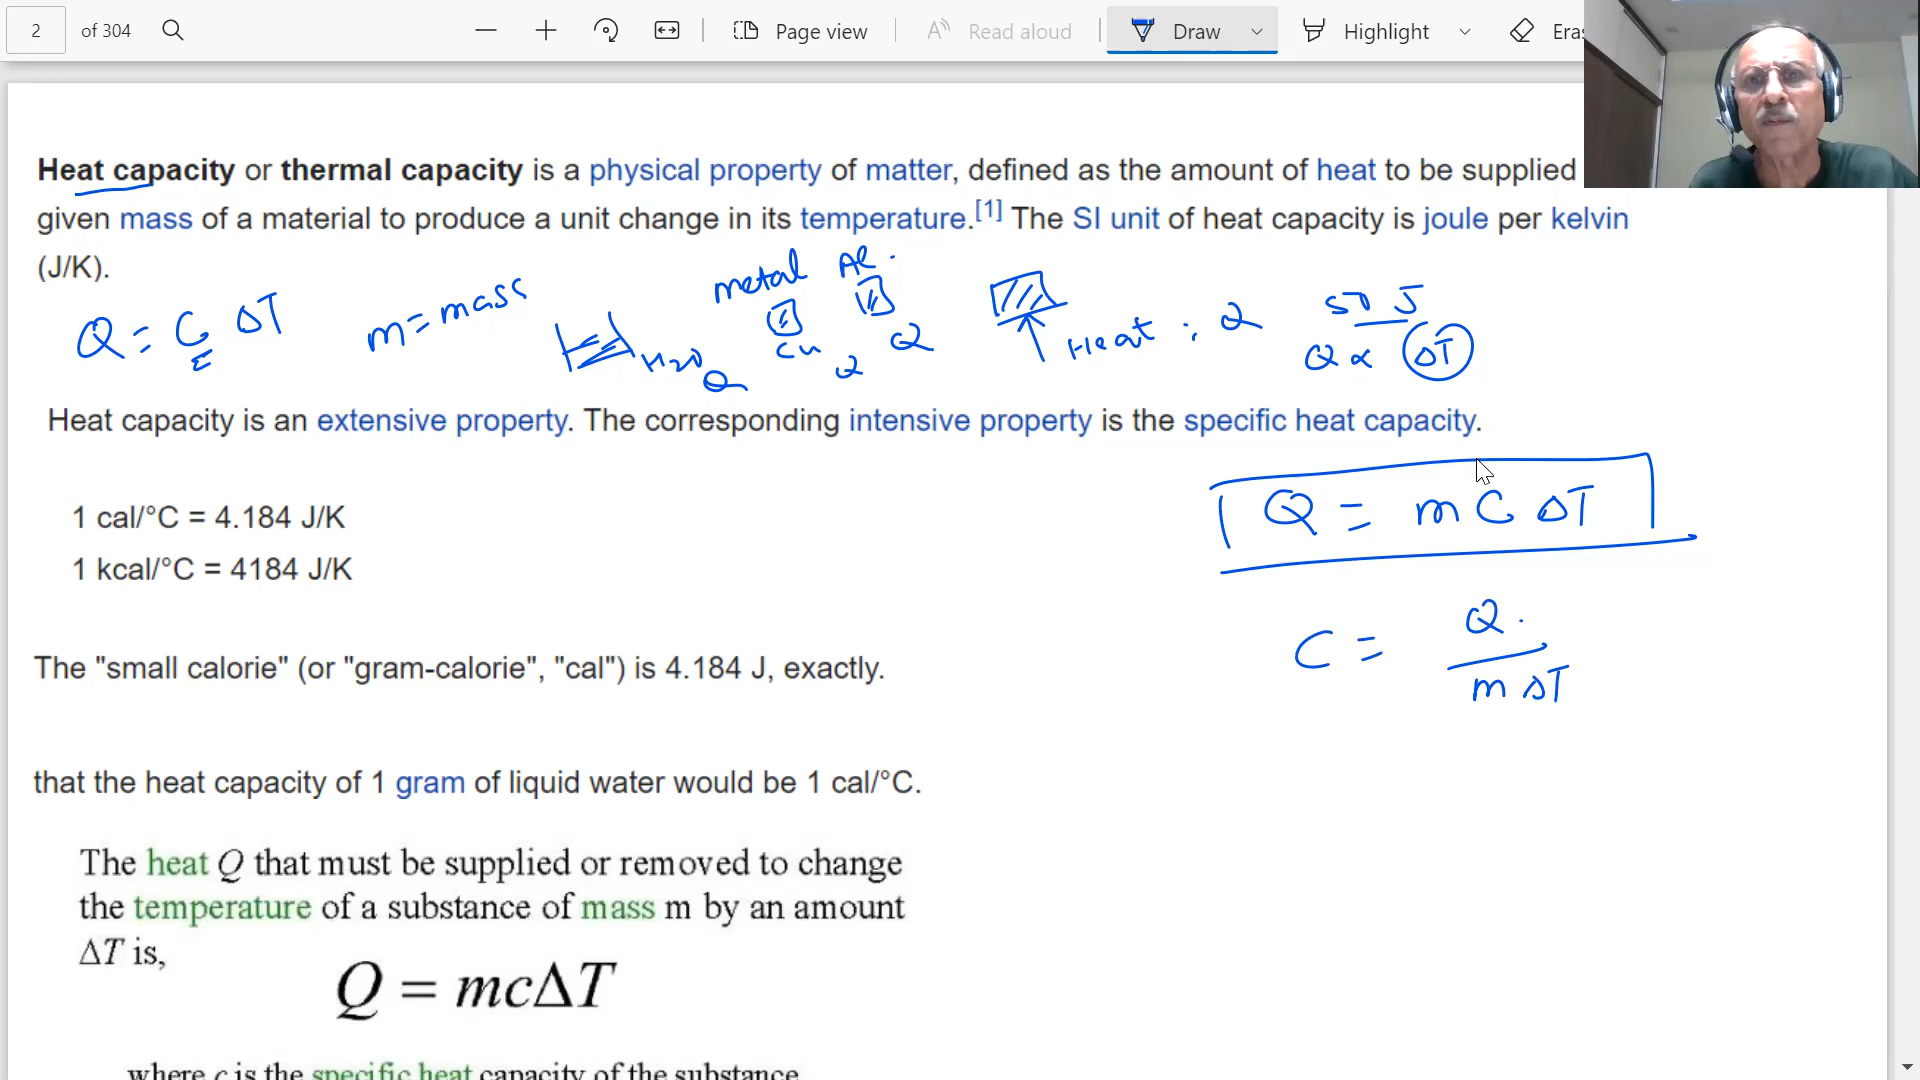 2 of 304 Page view Read aloud Draw Highlight Eras
Heat capacity or thermal capacity is a physical property of matter, defined as the amount of heat to be supplied
given mass of a material to produce a unit change in its temperature.[1] The SI unit of heat capacity is joule per kelvin
(J/K).
metal Al.
Q = C ΔT m = mass H2O Q Cu Q Q Heat : Q SI J
Q ∝ ΔT
Heat capacity is an extensive property. The corresponding intensive property is the specific heat capacity.
Q = m C ΔT
1 cal/°C = 4.184 J/K
1 kcal/°C = 4184 J/K
C = Q / m ΔT
The "small calorie" (or "gram-calorie", "cal") is 4.184 J, exactly.
that the heat capacity of 1 gram of liquid water would be 1 cal/°C.
The heat Q that must be supplied or removed to change
the temperature of a substance of mass m by an amount
ΔT is,
Q = mcΔT
where c is the specific heat capacity of the substance